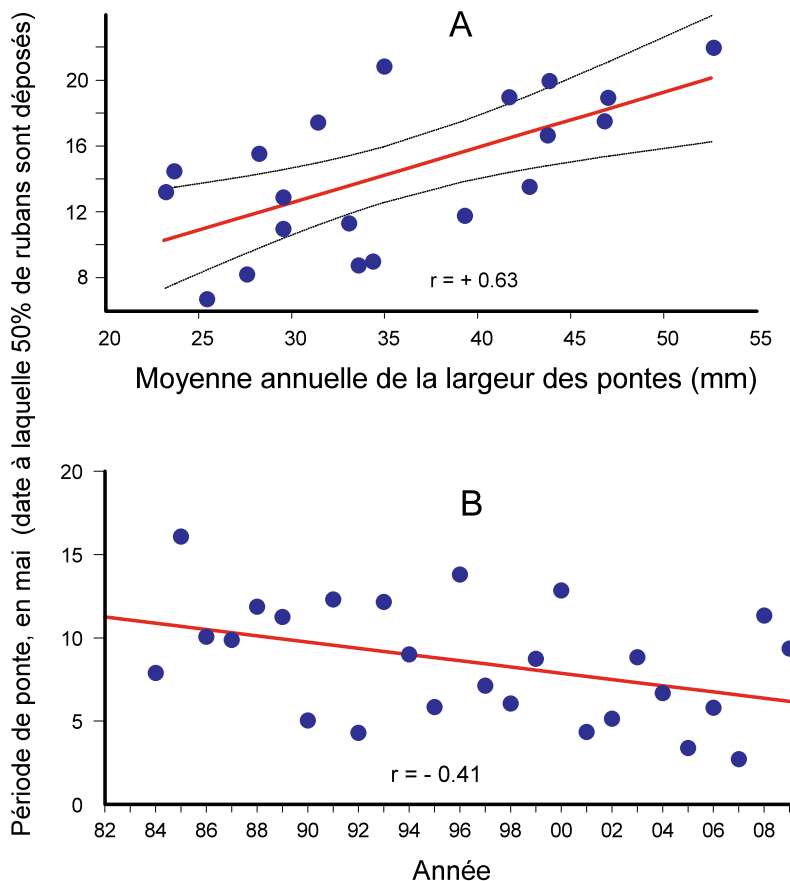 Période de ponte, en mai (date à laquelle 50% de rubans sont déposés)
A
20
16
12
8
r = + 0.63
20 25 30 35 40 45 50 55
Moyenne annuelle de la largeur des pontes (mm)
B
20
15
10
5
0
r = - 0.41
82 84 86 88 90 92 94 96 98 00 02 04 06 08
Année